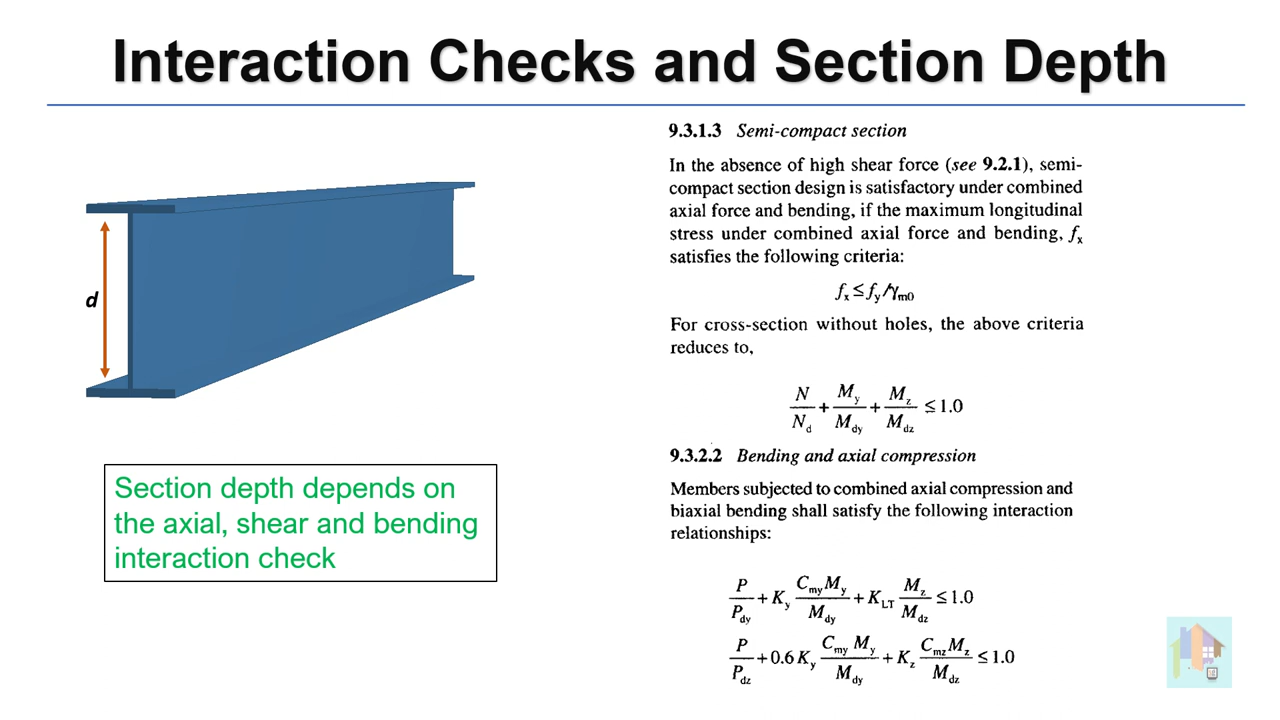 Interaction Checks and Section Depth
d
Section depth depends on
the axial, shear and bending
interaction check
9.3.1.3 Semi-compact section
In the absence of high shear force (see 9.2.1), semi-
compact section design is satisfactory under combined
axial force and bending, if the maximum longitudinal
stress under combined axial force and bending, fₓ
satisfies the following criteria:
fₓ ≤ f_y/γ_m0
For cross-section without holes, the above criteria
reduces to,
N/N_d + M_y/M_dy + M_z/M_dz ≤ 1.0
9.3.2.2 Bending and axial compression
Members subjected to combined axial compression and
biaxial bending shall satisfy the following interaction
relationships:
P/P_dy + K_y C_my M_y/M_dy + K_LT M_z/M_dz ≤ 1.0
P/P_dz + 0.6 K_y C_my M_y/M_dy + K_z C_mz M_z/M_dz ≤ 1.0